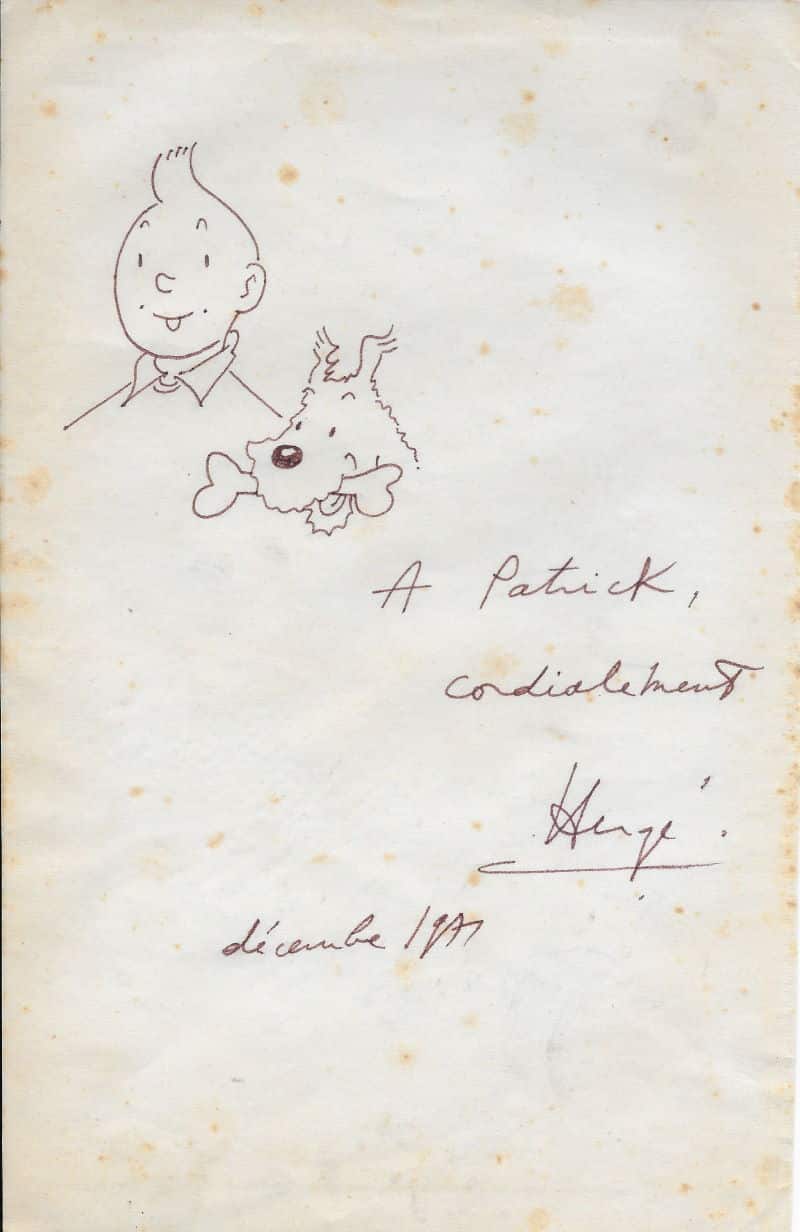 A Patrick,
cordialement
Hergé.
décembre